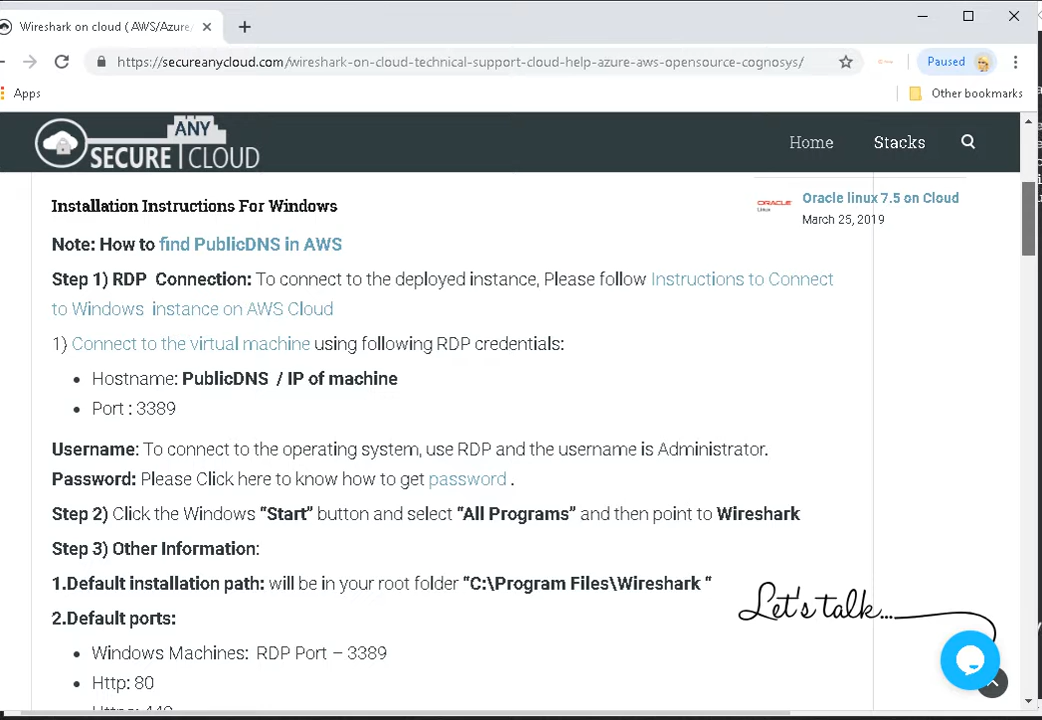 Wireshark on cloud ( AWS/Azure/
https://secureanycloud.com/wireshark-on-cloud-technical-support-cloud-help-azure-aws-opensource-cognosys/
Paused
Apps
Other bookmarks
ANY
SECURE CLOUD
Home
Stacks
Installation Instructions For Windows
ORACLE
Linux
Oracle linux 7.5 on Cloud
March 25, 2019
Note: How to find PublicDNS in AWS
Step 1) RDP Connection: To connect to the deployed instance, Please follow Instructions to Connect
to Windows instance on AWS Cloud
1) Connect to the virtual machine using following RDP credentials:
• Hostname: PublicDNS / IP of machine
• Port : 3389
Username: To connect to the operating system, use RDP and the username is Administrator.
Password: Please Click here to know how to get password .
Step 2) Click the Windows “Start” button and select “All Programs” and then point to Wireshark
Step 3) Other Information:
1.Default installation path: will be in your root folder “C:\Program Files\Wireshark “
Let's talk...
2.Default ports:
• Windows Machines: RDP Port – 3389
• Http: 80